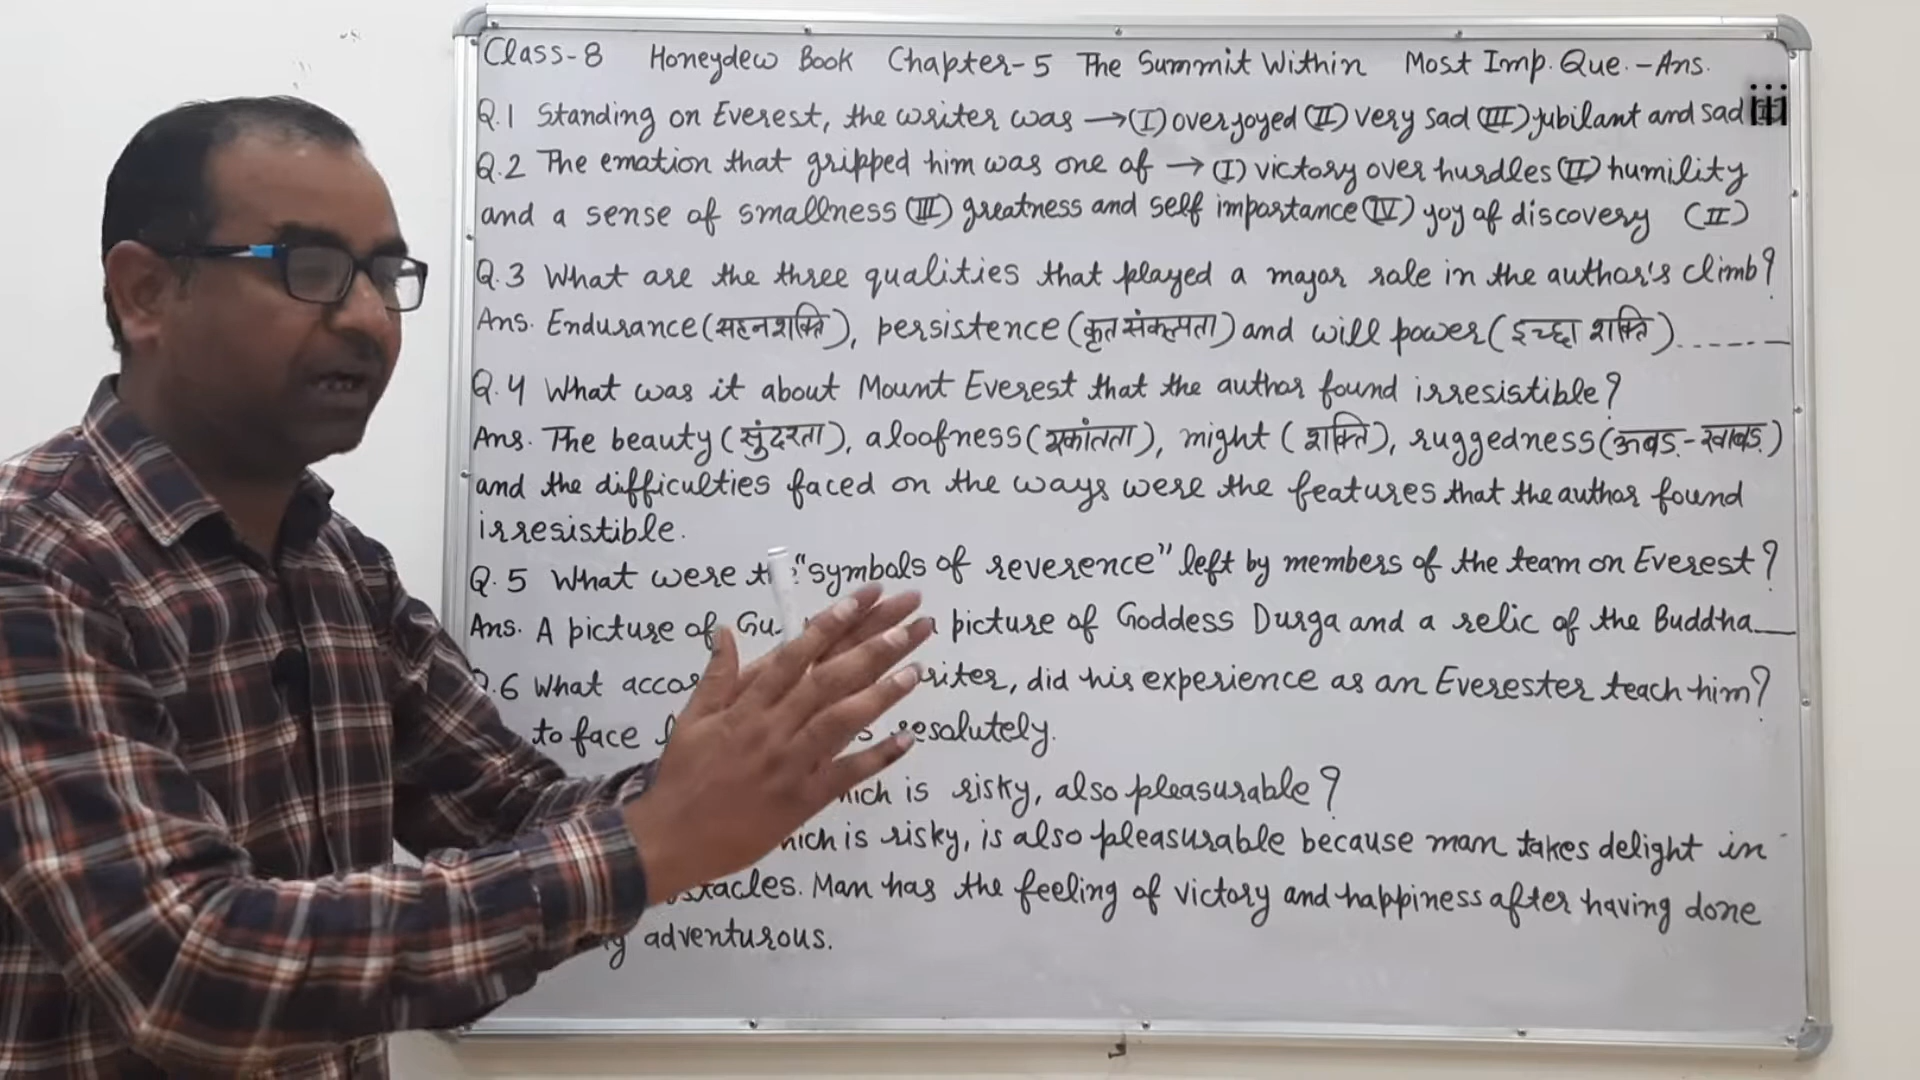 Class-8 Honeydew Book Chapter-5 The Summit Within Most Imp. Que.-Ans.
Q.1 Standing on Everest, the writer was →(I) overjoyed (II) very sad (III) jubilant and sad iii
Q.2 The emation that gripped him was one of → (I) victory over hurdles (II) humility
and a sense of smallness (III) greatness and self importance (IV) joy of discovery (II)
Q.3 What are the three qualities that played a major role in the author's climb?
Ans. Endurance (सहनशक्ति), persistence (कृतसंकल्पता) and will power (इच्छा शक्ति)
Q.4 What was it about Mount Everest that the author found irresistible?
Ans. The beauty (सुंदरता), aloofness (एकांतता), might (शक्ति), ruggedness (अबड़-खाबड़)
and the difficulties faced on the ways were the features that the author found
irresistible.
Q.5 What were "symbols of reverence" left by members of the team on Everest?
Ans. A picture of picture of Goddess Durga and a relic of the Buddha
.6 What writer, did his experience as an Everester teach him?
to face resolutely.
which is risky, also pleasurable?
which is risky, is also pleasurable because man takes delight in
Man has the feeling of victory and happiness after having done
adventurous.